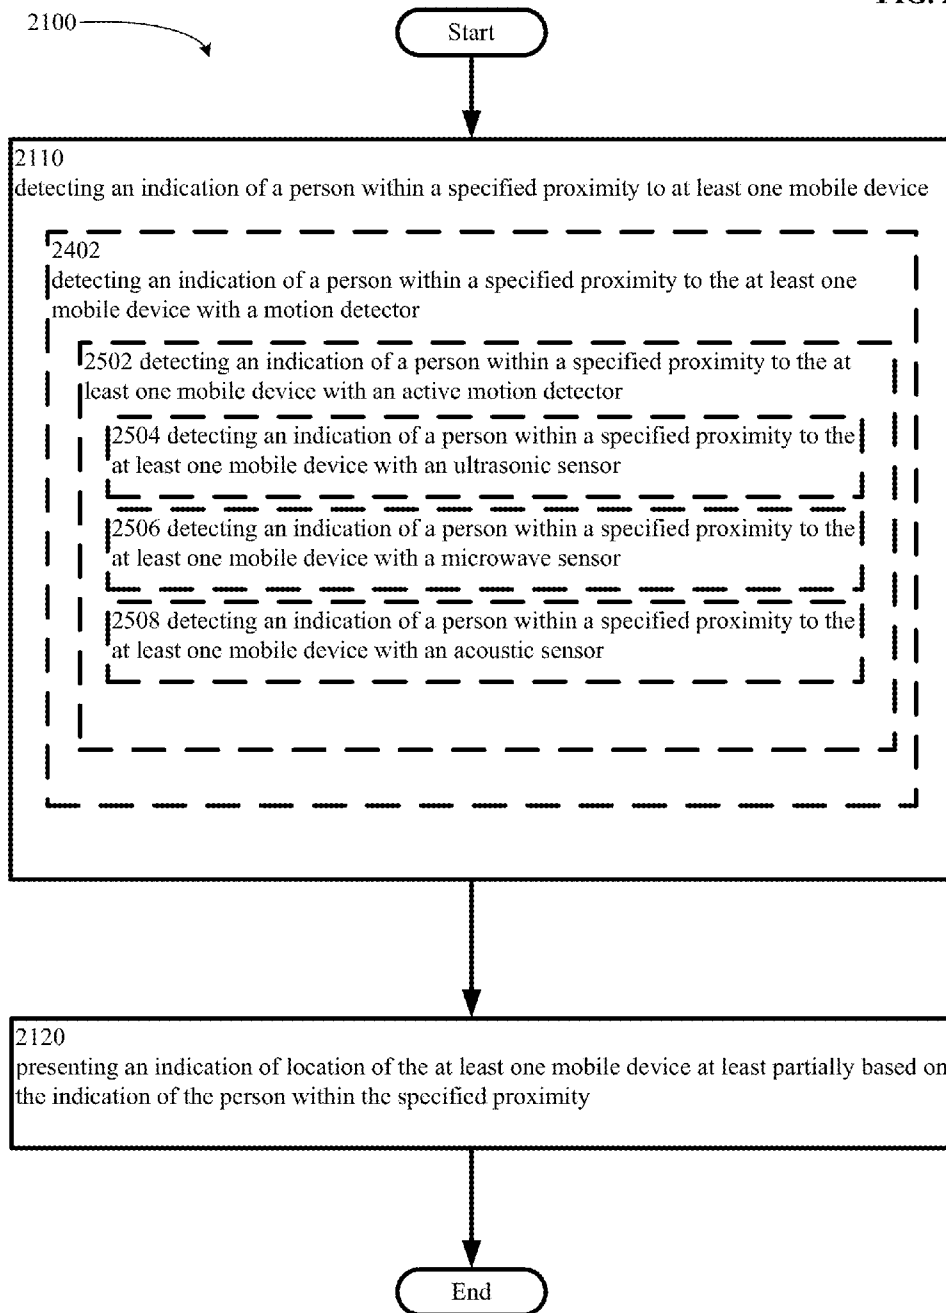 FIG.
2100
Start
2110
detecting an indication of a person within a specified proximity to at least one mobile device
2402
detecting an indication of a person within a specified proximity to the at least one
mobile device with a motion detector
2502 detecting an indication of a person within a specified proximity to the at
least one mobile device with an active motion detector
2504 detecting an indication of a person within a specified proximity to the
at least one mobile device with an ultrasonic sensor
2506 detecting an indication of a person within a specified proximity to the
at least one mobile device with a microwave sensor
2508 detecting an indication of a person within a specified proximity to the
at least one mobile device with an acoustic sensor
2120
presenting an indication of location of the at least one mobile device at least partially based on
the indication of the person within the specified proximity
End